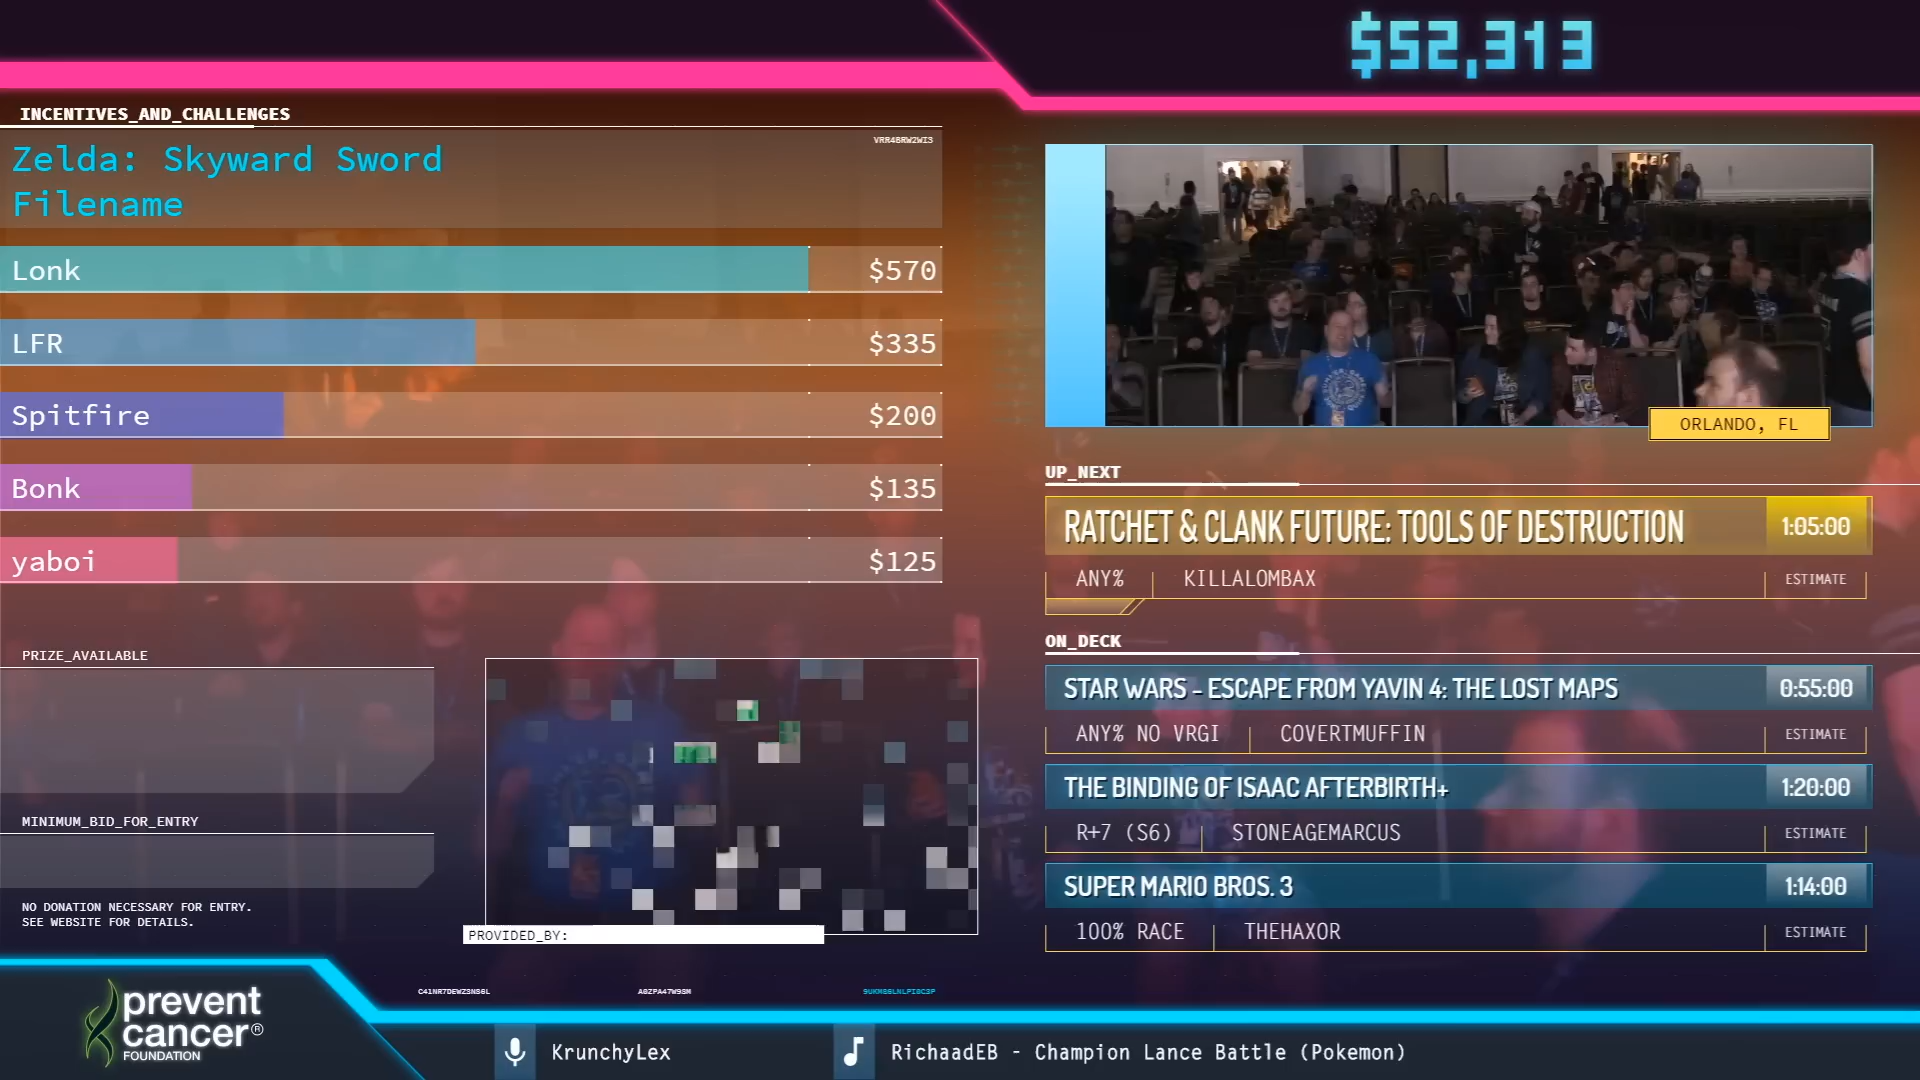 $52,313
INCENTIVES_AND_CHALLENGES
VRR48RW2WI3
Zelda: Skyward Sword
Filename
Lonk $570
LFR $335
Spitfire $200
Bonk $135
yaboi $125
ORLANDO, FL
UP_NEXT
RATCHET & CLANK FUTURE: TOOLS OF DESTRUCTION 1:05:00
ANY% KILLALOMBAX ESTIMATE
ON_DECK
STAR WARS - ESCAPE FROM YAVIN 4: THE LOST MAPS 0:55:00
ANY% NO VRGI COVERTMUFFIN ESTIMATE
THE BINDING OF ISAAC AFTERBIRTH+ 1:20:00
R+7 (S6) STONEAGEMARCUS ESTIMATE
SUPER MARIO BROS. 3 1:14:00
100% RACE THEHAXOR ESTIMATE
PRIZE_AVAILABLE
MINIMUM_BID_FOR_ENTRY
NO DONATION NECESSARY FOR ENTRY.
SEE WEBSITE FOR DETAILS.
PROVIDED_BY:
prevent
cancer®
FOUNDATION
KrunchyLex
RichaadEB - Champion Lance Battle (Pokemon)